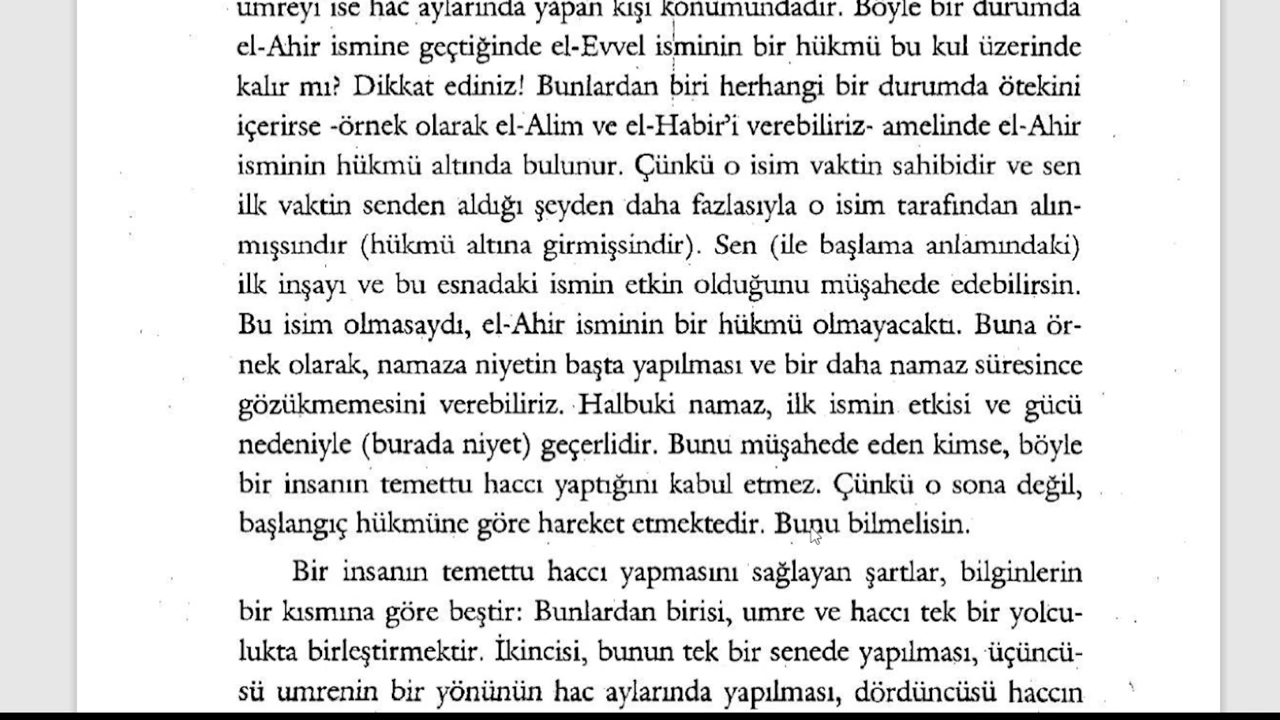 umreyi ise hac aylarında yapan kişi konumundadır. Böyle bir durumda
el-Ahir ismine geçtiğinde el-Evvel isminin bir hükmü bu kul üzerinde
kalır mı? Dikkat ediniz! Bunlardan biri herhangi bir durumda ötekini
içerirse -örnek olarak el-Alim ve el-Habir’i verebiliriz- amelinde el-Ahir
isminin hükmü altında bulunur. Çünkü o isim vaktin sahibidir ve sen
ilk vaktin senden aldığı şeyden daha fazlasıyla o isim tarafından alın-
mışsındır (hükmü altına girmişsindir). Sen (ile başlama anlamındaki)
ilk inşayı ve bu esnadaki ismin etkin olduğunu müşahede edebilirsin.
Bu isim olmasaydı, el-Ahir isminin bir hükmü olmayacaktı. Buna ör-
nek olarak, namaza niyetin başta yapılması ve bir daha namaz süresince
gözükmemesini verebiliriz. Halbuki namaz, ilk ismin etkisi ve gücü
nedeniyle (burada niyet) geçerlidir. Bunu müşahede eden kimse, böyle
bir insanın temettu haccı yaptığını kabul etmez. Çünkü o sona değil,
başlangıç hükmüne göre hareket etmektedir. Bunu bilmelisin.
Bir insanın temettu haccı yapmasını sağlayan şartlar, bilginlerin
bir kısmına göre beştir: Bunlardan birisi, umre ve haccı tek bir yolcu-
lukta birleştirmektir. İkincisi, bunun tek bir senede yapılması, üçüncü-
sü umrenin bir yönünün hac aylarında yapılması, dördüncüsü haccın